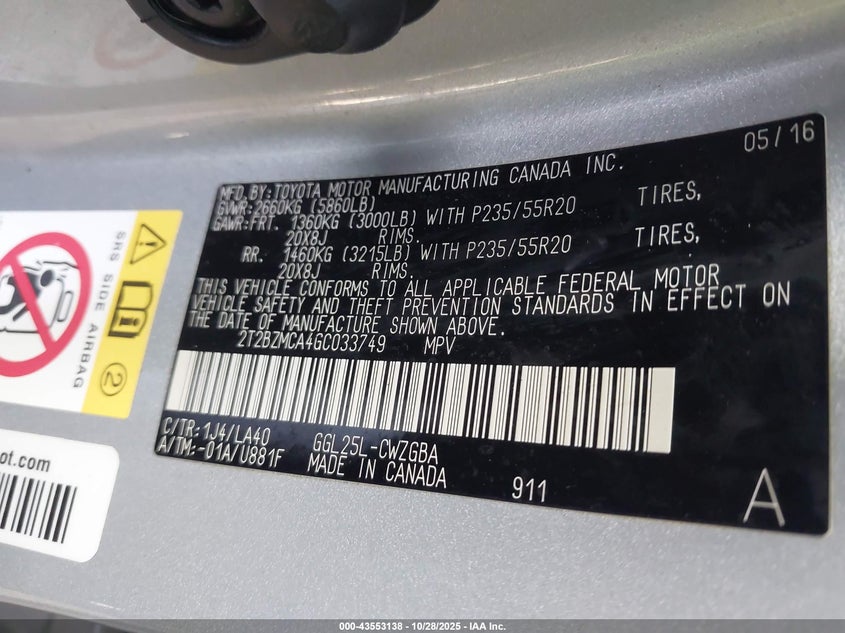 05/16
MFD.BY:TOYOTA MOTOR MANUFACTURING CANADA INC.
GVWR:2660KG (5860LB)
GAWR:FRT. 1360KG (3000LB) WITH P235/55R20 TIRES,
20X8J RIMS.
RR. 1460KG (3215LB) WITH P235/55R20 TIRES,
20X8J RIMS.
THIS VEHICLE CONFORMS TO ALL APPLICABLE FEDERAL MOTOR
VEHICLE SAFETY AND THEFT PREVENTION STANDARDS IN EFFECT ON
THE DATE OF MANUFACTURE SHOWN ABOVE.
2T2BZMCA4GC033749 MPV
C/TR:1J4/LA40 GGL25L-CWZGBA
A/TM:-01A/U881F MADE IN CANADA 911
A
SRS SIDE AIRBAG
2
ot.com
000-43553138 - 10/28/2025 - IAA Inc.